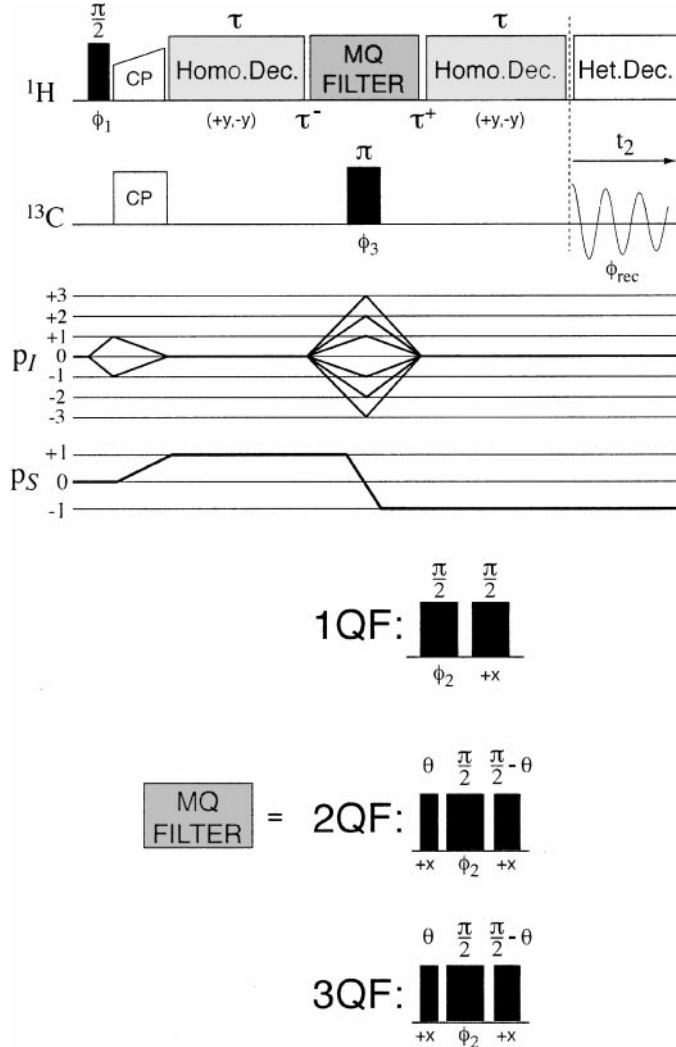 π/2 τ τ
CP Homo.Dec. MQ FILTER Homo.Dec. Het.Dec.
¹H
ϕ₁ (+y,-y) τ⁻ τ⁺ (+y,-y)
π t₂
¹³C CP
ϕ₃ ϕrec
+3
+2
+1
pI 0
-1
-2
-3
+1
pS 0
-1
π/2 π/2
1QF:
ϕ₂ +x
θ π/2 π/2 - θ
MQ FILTER = 2QF:
+x ϕ₂ +x
θ π/2 π/2 - θ
3QF:
+x ϕ₂ +x